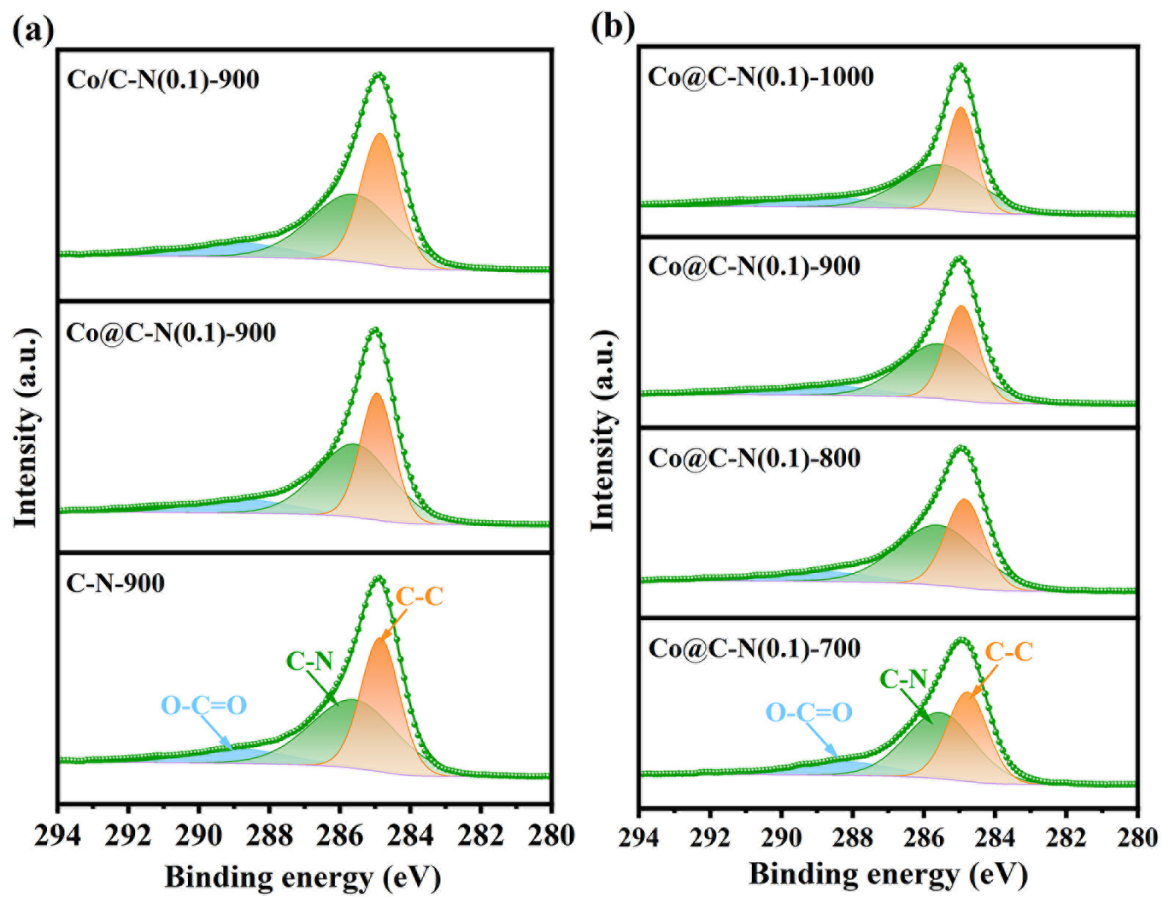 (a)
Co/C-N(0.1)-900
Co@C-N(0.1)-900
C-N-900
C-C
C-N
O-C=O
Intensity (a.u.)
294 292 290 288 286 284 282 280
Binding energy (eV)
(b)
Co@C-N(0.1)-1000
Co@C-N(0.1)-900
Co@C-N(0.1)-800
Co@C-N(0.1)-700
C-C
C-N
O-C=O
Intensity (a.u.)
294 292 290 288 286 284 282 280
Binding energy (eV)